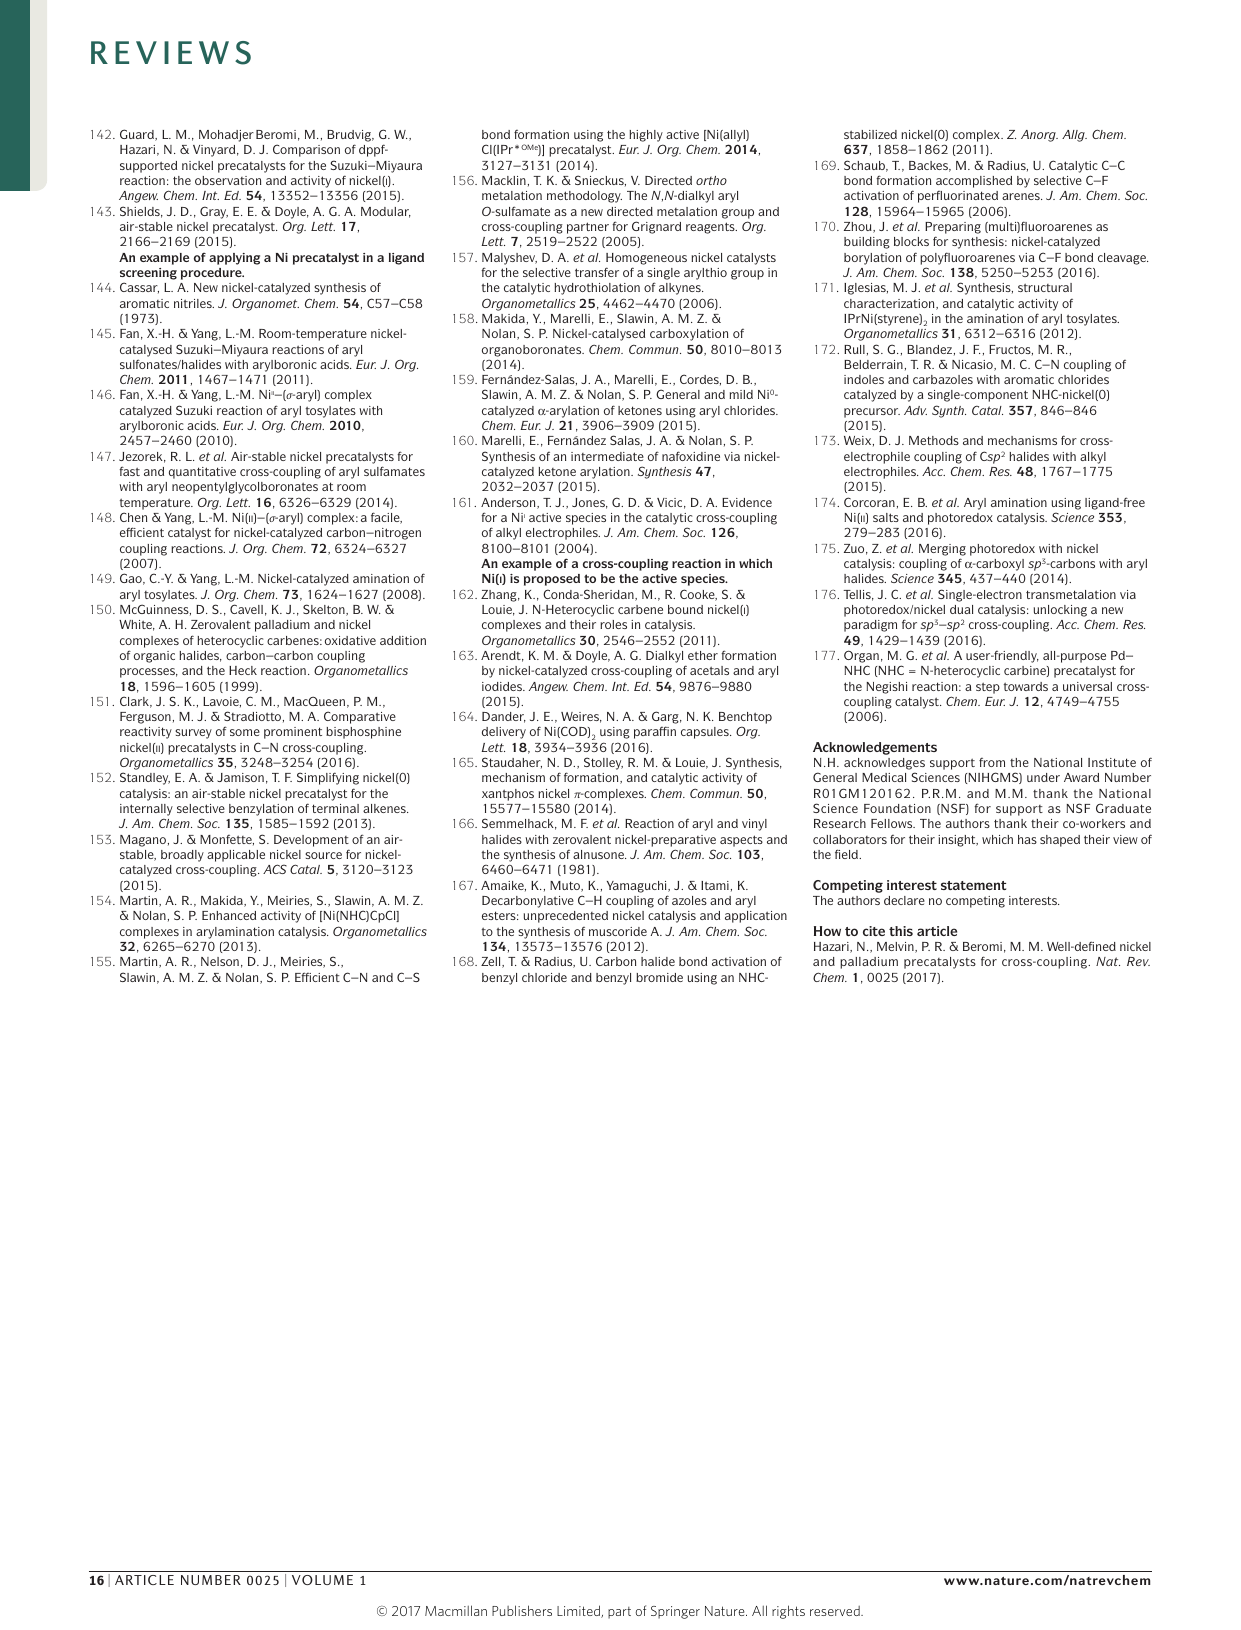 REVIEWS
142. Guard, L. M., Mohadjer Beromi, M., Brudvig, G. W.,
Hazari, N. & Vinyard, D. J. Comparison of dppf-
supported nickel precatalysts for the Suzuki–Miyaura
reaction: the observation and activity of nickel(I).
Angew. Chem. Int. Ed. 54, 13352–13356 (2015).
143. Shields, J. D., Gray, E. E. & Doyle, A. G. A. Modular,
air-stable nickel precatalyst. Org. Lett. 17,
2166–2169 (2015).
An example of applying a Ni precatalyst in a ligand
screening procedure.
144. Cassar, L. A. New nickel-catalyzed synthesis of
aromatic nitriles. J. Organomet. Chem. 54, C57–C58
(1973).
145. Fan, X.-H. & Yang, L.-M. Room-temperature nickel-
catalysed Suzuki–Miyaura reactions of aryl
sulfonates/halides with arylboronic acids. Eur. J. Org.
Chem. 2011, 1467–1471 (2011).
146. Fan, X.-H. & Yang, L.-M. Niᴵᴵ–(σ-aryl) complex
catalyzed Suzuki reaction of aryl tosylates with
arylboronic acids. Eur. J. Org. Chem. 2010,
2457–2460 (2010).
147. Jezorek, R. L. et al. Air-stable nickel precatalysts for
fast and quantitative cross-coupling of aryl sulfamates
with aryl neopentylglycolboronates at room
temperature. Org. Lett. 16, 6326–6329 (2014).
148. Chen & Yang, L.-M. Ni(II)–(σ-aryl) complex: a facile,
efficient catalyst for nickel-catalyzed carbon–nitrogen
coupling reactions. J. Org. Chem. 72, 6324–6327
(2007).
149. Gao, C.-Y. & Yang, L.-M. Nickel-catalyzed amination of
aryl tosylates. J. Org. Chem. 73, 1624–1627 (2008).
150. McGuinness, D. S., Cavell, K. J., Skelton, B. W. &
White, A. H. Zerovalent palladium and nickel
complexes of heterocyclic carbenes: oxidative addition
of organic halides, carbon–carbon coupling
processes, and the Heck reaction. Organometallics
18, 1596–1605 (1999).
151. Clark, J. S. K., Lavoie, C. M., MacQueen, P. M.,
Ferguson, M. J. & Stradiotto, M. A. Comparative
reactivity survey of some prominent bisphosphine
nickel(II) precatalysts in C–N cross-coupling.
Organometallics 35, 3248–3254 (2016).
152. Standley, E. A. & Jamison, T. F. Simplifying nickel(0)
catalysis: an air-stable nickel precatalyst for the
internally selective benzylation of terminal alkenes.
J. Am. Chem. Soc. 135, 1585–1592 (2013).
153. Magano, J. & Monfette, S. Development of an air-
stable, broadly applicable nickel source for nickel-
catalyzed cross-coupling. ACS Catal. 5, 3120–3123
(2015).
154. Martin, A. R., Makida, Y., Meiries, S., Slawin, A. M. Z.
& Nolan, S. P. Enhanced activity of [Ni(NHC)CpCl]
complexes in arylamination catalysis. Organometallics
32, 6265–6270 (2013).
155. Martin, A. R., Nelson, D. J., Meiries, S.,
Slawin, A. M. Z. & Nolan, S. P. Efficient C–N and C–S
bond formation using the highly active [Ni(allyl)
Cl(IPr*ᴼᴹᵉ)] precatalyst. Eur. J. Org. Chem. 2014,
3127–3131 (2014).
156. Macklin, T. K. & Snieckus, V. Directed ortho
metalation methodology. The N,N-dialkyl aryl
O-sulfamate as a new directed metalation group and
cross-coupling partner for Grignard reagents. Org.
Lett. 7, 2519–2522 (2005).
157. Malyshev, D. A. et al. Homogeneous nickel catalysts
for the selective transfer of a single arylthio group in
the catalytic hydrothiolation of alkynes.
Organometallics 25, 4462–4470 (2006).
158. Makida, Y., Marelli, E., Slawin, A. M. Z. &
Nolan, S. P. Nickel-catalysed carboxylation of
organoboronates. Chem. Commun. 50, 8010–8013
(2014).
159. Fernández-Salas, J. A., Marelli, E., Cordes, D. B.,
Slawin, A. M. Z. & Nolan, S. P. General and mild Ni⁰-
catalyzed α-arylation of ketones using aryl chlorides.
Chem. Eur. J. 21, 3906–3909 (2015).
160. Marelli, E., Fernández Salas, J. A. & Nolan, S. P.
Synthesis of an intermediate of nafoxidine via nickel-
catalyzed ketone arylation. Synthesis 47,
2032–2037 (2015).
161. Anderson, T. J., Jones, G. D. & Vicic, D. A. Evidence
for a Niᴵ active species in the catalytic cross-coupling
of alkyl electrophiles. J. Am. Chem. Soc. 126,
8100–8101 (2004).
An example of a cross-coupling reaction in which
Ni(I) is proposed to be the active species.
162. Zhang, K., Conda-Sheridan, M., R. Cooke, S. &
Louie, J. N-Heterocyclic carbene bound nickel(I)
complexes and their roles in catalysis.
Organometallics 30, 2546–2552 (2011).
163. Arendt, K. M. & Doyle, A. G. Dialkyl ether formation
by nickel-catalyzed cross-coupling of acetals and aryl
iodides. Angew. Chem. Int. Ed. 54, 9876–9880
(2015).
164. Dander, J. E., Weires, N. A. & Garg, N. K. Benchtop
delivery of Ni(COD)₂ using paraffin capsules. Org.
Lett. 18, 3934–3936 (2016).
165. Staudaher, N. D., Stolley, R. M. & Louie, J. Synthesis,
mechanism of formation, and catalytic activity of
xantphos nickel π-complexes. Chem. Commun. 50,
15577–15580 (2014).
166. Semmelhack, M. F. et al. Reaction of aryl and vinyl
halides with zerovalent nickel-preparative aspects and
the synthesis of alnusone. J. Am. Chem. Soc. 103,
6460–6471 (1981).
167. Amaike, K., Muto, K., Yamaguchi, J. & Itami, K.
Decarbonylative C–H coupling of azoles and aryl
esters: unprecedented nickel catalysis and application
to the synthesis of muscoride A. J. Am. Chem. Soc.
134, 13573–13576 (2012).
168. Zell, T. & Radius, U. Carbon halide bond activation of
benzyl chloride and benzyl bromide using an NHC-
stabilized nickel(0) complex. Z. Anorg. Allg. Chem.
637, 1858–1862 (2011).
169. Schaub, T., Backes, M. & Radius, U. Catalytic C–C
bond formation accomplished by selective C–F
activation of perfluorinated arenes. J. Am. Chem. Soc.
128, 15964–15965 (2006).
170. Zhou, J. et al. Preparing (multi)fluoroarenes as
building blocks for synthesis: nickel-catalyzed
borylation of polyfluoroarenes via C–F bond cleavage.
J. Am. Chem. Soc. 138, 5250–5253 (2016).
171. Iglesias, M. J. et al. Synthesis, structural
characterization, and catalytic activity of
IPrNi(styrene)₂ in the amination of aryl tosylates.
Organometallics 31, 6312–6316 (2012).
172. Rull, S. G., Blandez, J. F., Fructos, M. R.,
Belderrain, T. R. & Nicasio, M. C. C–N coupling of
indoles and carbazoles with aromatic chlorides
catalyzed by a single-component NHC-nickel(0)
precursor. Adv. Synth. Catal. 357, 846–846
(2015).
173. Weix, D. J. Methods and mechanisms for cross-
electrophile coupling of Csp² halides with alkyl
electrophiles. Acc. Chem. Res. 48, 1767–1775
(2015).
174. Corcoran, E. B. et al. Aryl amination using ligand-free
Ni(II) salts and photoredox catalysis. Science 353,
279–283 (2016).
175. Zuo, Z. et al. Merging photoredox with nickel
catalysis: coupling of α-carboxyl sp³-carbons with aryl
halides. Science 345, 437–440 (2014).
176. Tellis, J. C. et al. Single-electron transmetalation via
photoredox/nickel dual catalysis: unlocking a new
paradigm for sp³–sp² cross-coupling. Acc. Chem. Res.
49, 1429–1439 (2016).
177. Organ, M. G. et al. A user-friendly, all-purpose Pd–
NHC (NHC = N-heterocyclic carbine) precatalyst for
the Negishi reaction: a step towards a universal cross-
coupling catalyst. Chem. Eur. J. 12, 4749–4755
(2006).
Acknowledgements
N.H. acknowledges support from the National Institute of
General Medical Sciences (NIHGMS) under Award Number
R01GM120162. P.R.M. and M.M. thank the National
Science Foundation (NSF) for support as NSF Graduate
Research Fellows. The authors thank their co-workers and
collaborators for their insight, which has shaped their view of
the field.
Competing interest statement
The authors declare no competing interests.
How to cite this article
Hazari, N., Melvin, P. R. & Beromi, M. M. Well-defined nickel
and palladium precatalysts for cross-coupling. Nat. Rev.
Chem. 1, 0025 (2017).
16 | ARTICLE NUMBER 0025 | VOLUME 1
www.nature.com/natrevchem
© 2017 Macmillan Publishers Limited, part of Springer Nature. All rights reserved.